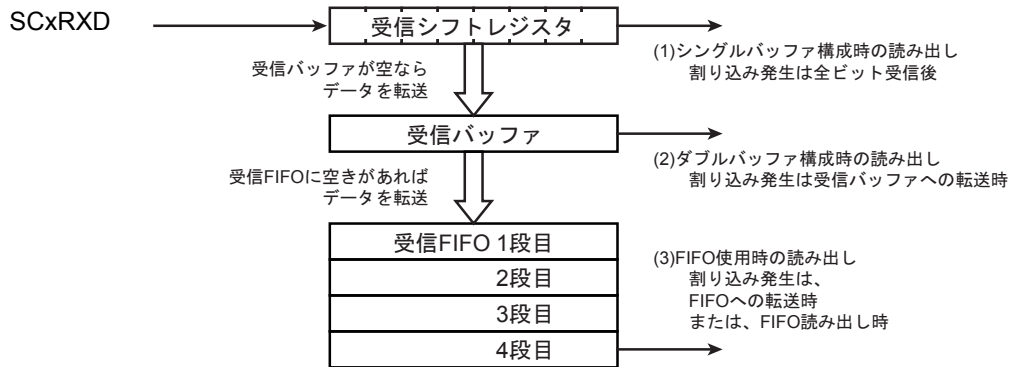 SCxRXD
受信シフトレジスタ
(1)シングルバッファ構成時の読み出し
割り込み発生は全ビット受信後
受信バッファが空なら
データを転送
受信バッファ
(2)ダブルバッファ構成時の読み出し
割り込み発生は受信バッファへの転送時
受信FIFOに空きがあれば
データを転送
受信FIFO 1段目
2段目
3段目
4段目
(3)FIFO使用時の読み出し
割り込み発生は、
FIFOへの転送時
または、FIFO読み出し時